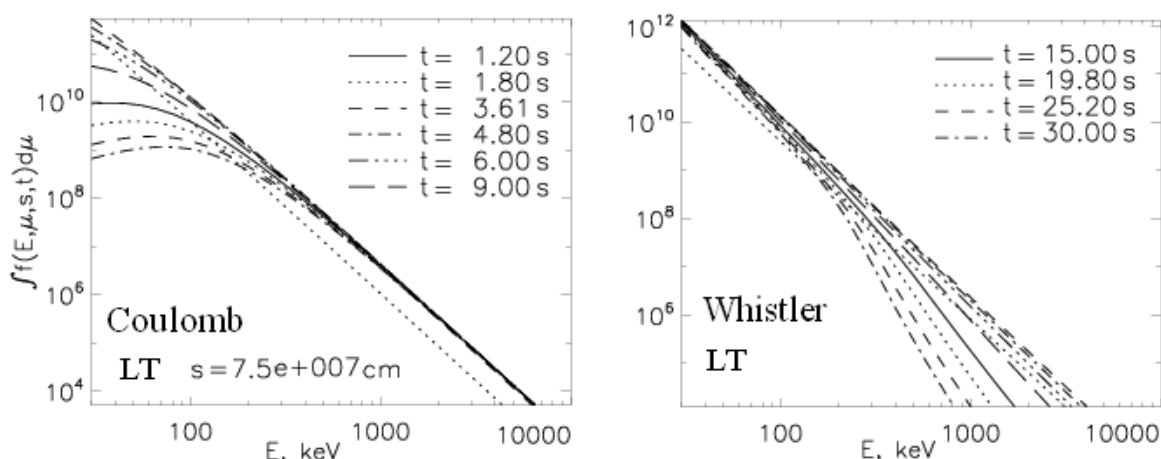 ∫f(E,μ,s,t)dμ
10^10
10^8
10^6
10^4
t= 1.20 s
t= 1.80 s
t= 3.61 s
t= 4.80 s
t= 6.00 s
t= 9.00 s
Coulomb
LT s=7.5e+007cm
100 1000 10000
E, keV
10^12
10^10
10^8
10^6
t= 15.00 s
t= 19.80 s
t= 25.20 s
t= 30.00 s
Whistler
LT
100 1000 10000
E, keV